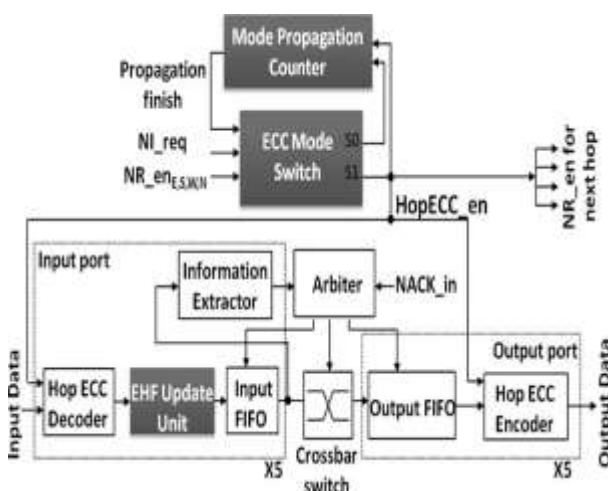 Mode Propagation
Counter
Propagation
finish
NI_req
NR_enE,S,W,N
ECC Mode
Switch
S0
S1
NR_en for
next hop
HopECC_en
Input port
Information
Extractor
Arbiter
NACK_in
Output port
Input Data
Hop ECC
Decoder
EHF Update
Unit
Input
FIFO
Crossbar
switch
Output FIFO
Hop ECC
Encoder
Output Data
X5
X5